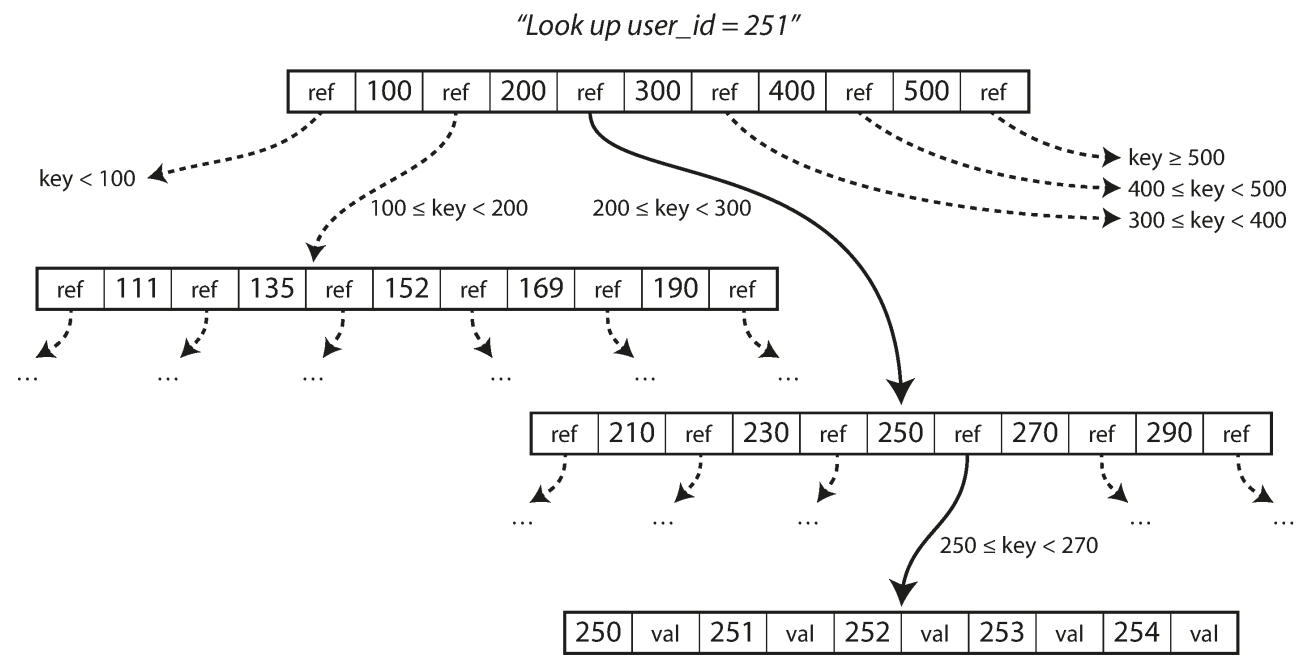 “Look up user_id = 251”
ref 100 ref 200 ref 300 ref 400 ref 500 ref
key < 100
100 ≤ key < 200
200 ≤ key < 300
key ≥ 500
400 ≤ key < 500
300 ≤ key < 400
ref 111 ref 135 ref 152 ref 169 ref 190 ref
... ... ... ... ... ...
ref 210 ref 230 ref 250 ref 270 ref 290 ref
... ... ... ... ...
250 ≤ key < 270
250 val 251 val 252 val 253 val 254 val